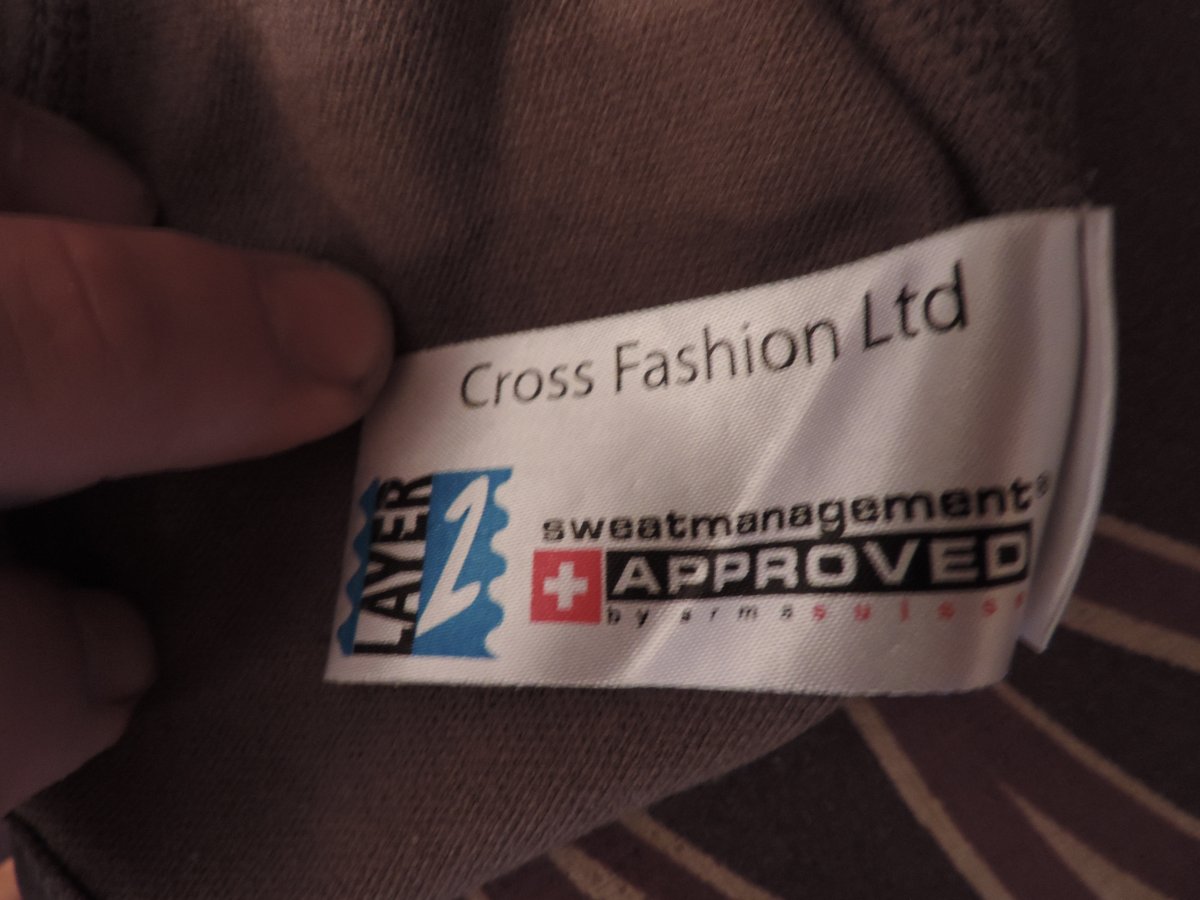 Cross Fashion Ltd
LAYER 2
sweatmanagement®
APPROVED
by armasuisse